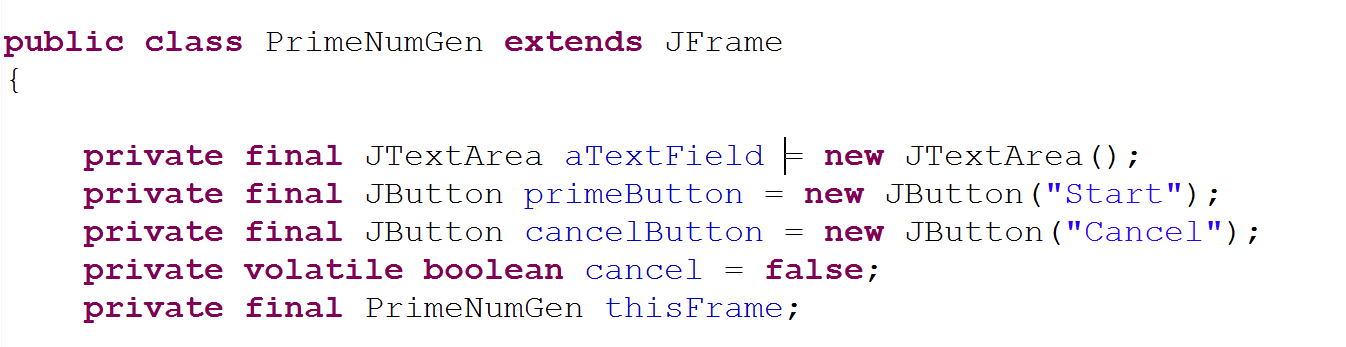 public class PrimeNumGen extends JFrame
{
private final JTextArea aTextField = new JTextArea();
private final JButton primeButton = new JButton("Start");
private final JButton cancelButton = new JButton("Cancel");
private volatile boolean cancel = false;
private final PrimeNumGen thisFrame;